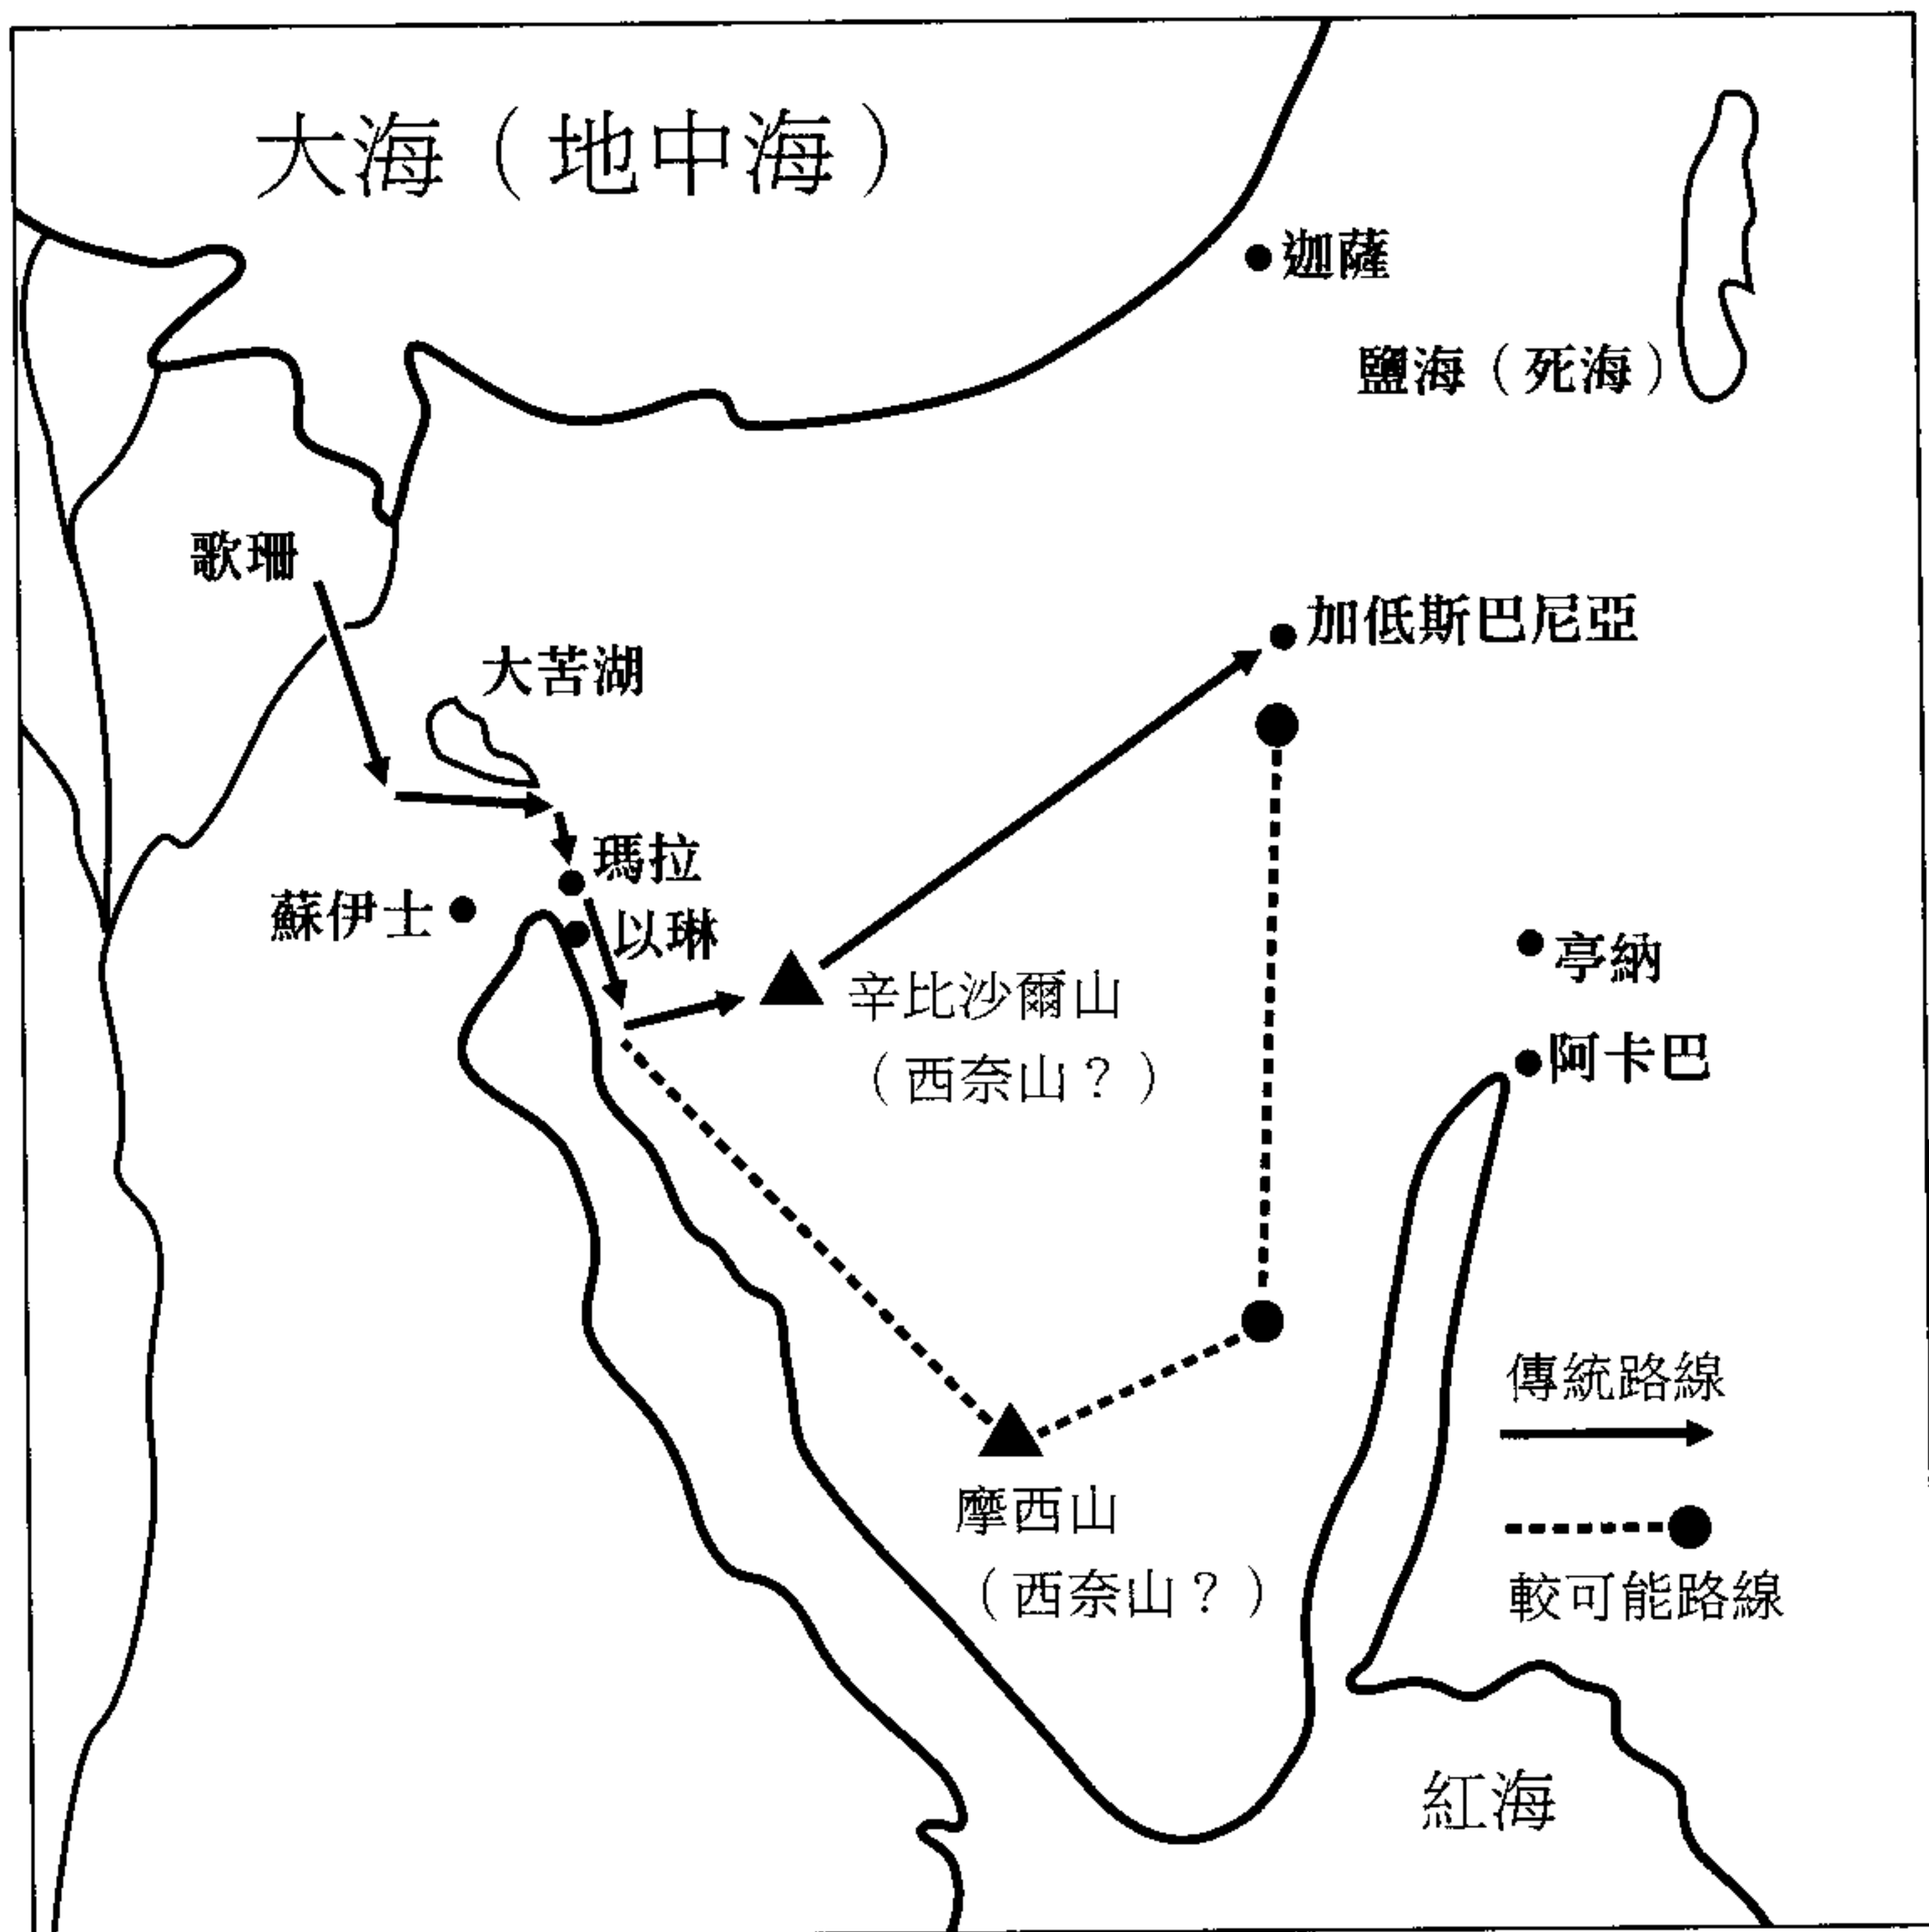 大海（地中海）
迦薩
鹽海（死海）
歌珊
加低斯巴尼亞
大苦湖
瑪拉
蘇伊士
以琳
亭納
辛比沙爾山
（西奈山？）
阿卡巴
傳統路線
摩西山
（西奈山？）
較可能路線
紅海